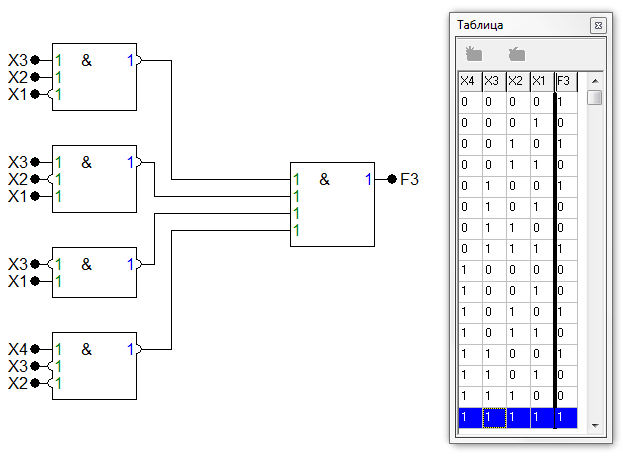 X3 1 & 1
X2 1
X1 1
X3 1 & 1
X2 1
X1 1
X3 1 & 1
X1 1
X4 1 & 1
X3 1
X2 1
1 & 1 F3
1
1
1
Таблица
X4 X3 X2 X1 F3
0 0 0 0 1
0 0 0 1 0
0 0 1 0 1
0 0 1 1 0
0 1 0 0 1
0 1 0 1 0
0 1 1 0 0
0 1 1 1 1
1 0 0 0 1
1 0 0 1 0
1 0 1 0 0
1 0 1 1 0
1 1 0 0 1
1 1 0 1 0
1 1 1 0 0
1 1 1 1 1